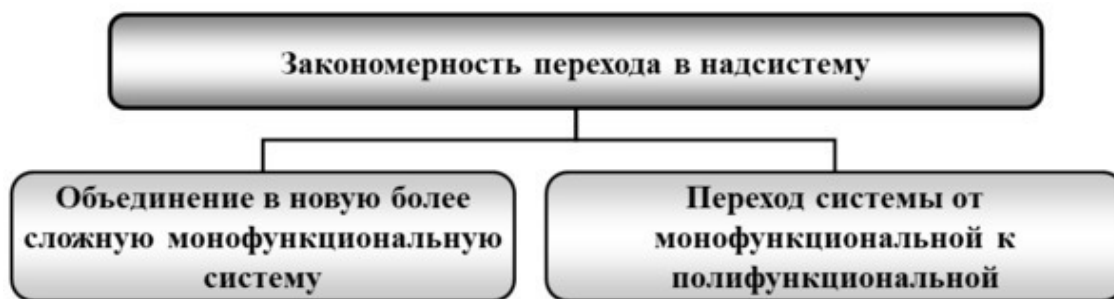 Закономерность перехода в надсистему
Объединение в новую более
сложную монофункциональную
систему
Переход системы от
монофункциональной к
полифункциональной